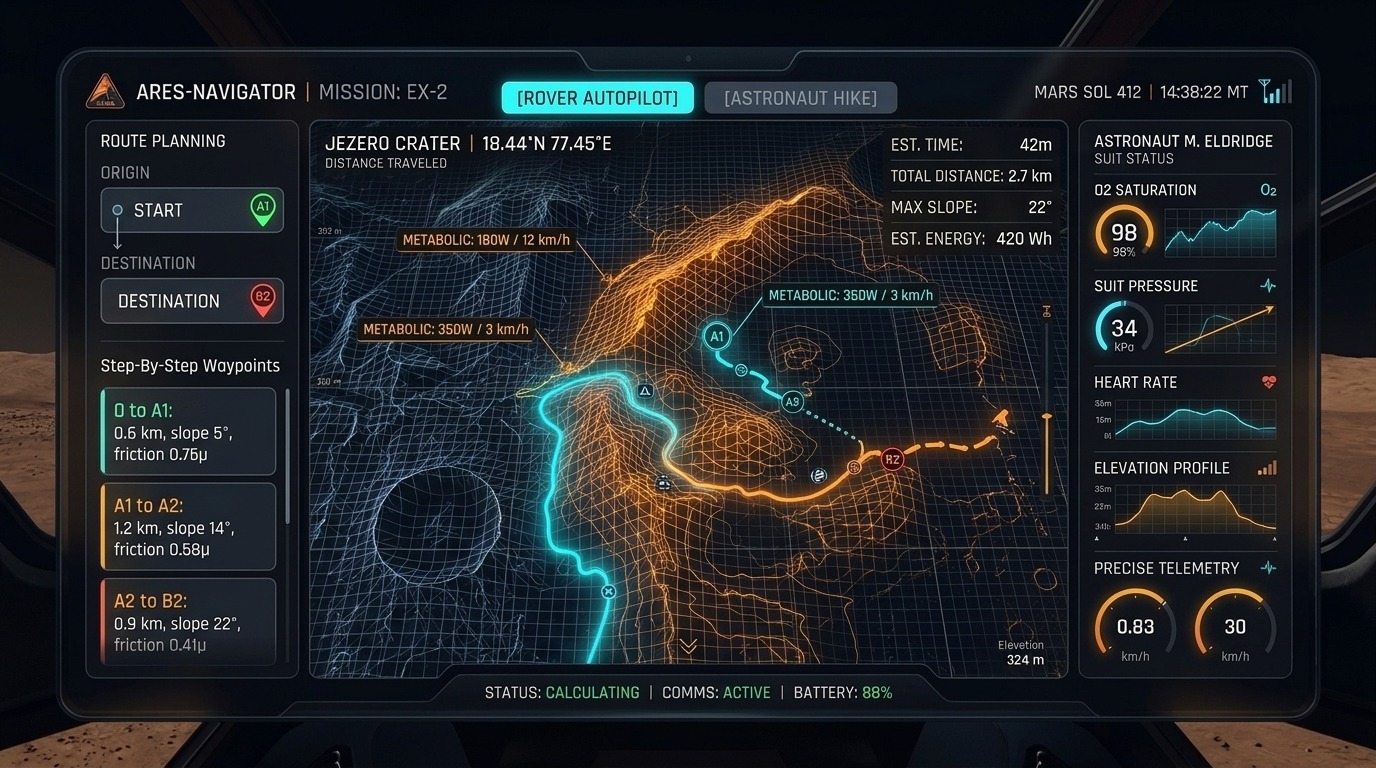 ARES-NAVIGATOR | MISSION: EX-2
[ROVER AUTOPILOT]
[ASTRONAUT HIKE]
MARS SOL 412 | 14:38:22 MT
ROUTE PLANNING
ORIGIN
START
A1
DESTINATION
DESTINATION
B2
Step-By-Step Waypoints
0 to A1:
0.6 km, slope 5°,
friction 0.75µ
A1 to A2:
1.2 km, slope 14°,
friction 0.58µ
A2 to B2:
0.9 km, slope 22°,
friction 0.41µ
JEZERO CRATER | 18.44°N 77.45°E
DISTANCE TRAVELED
EST. TIME: 42m
TOTAL DISTANCE: 2.7 km
MAX SLOPE: 22°
EST. ENERGY: 420 Wh
392 m
METABOLIC: 180W / 12 km/h
METABOLIC: 350W / 3 km/h
METABOLIC: 350W / 3 km/h
A1
A3
Elevetion
324 m
ASTRONAUT M. ELDRIDGE
SUIT STATUS
O2 SATURATION
O₂
98
98%
SUIT PRESSURE
34
kPa
HEART RATE
ELEVATION PROFILE
PRECISE TELEMETRY
0.83
km/h
30
km/h
STATUS: CALCULATING | COMMS: ACTIVE | BATTERY: 88%